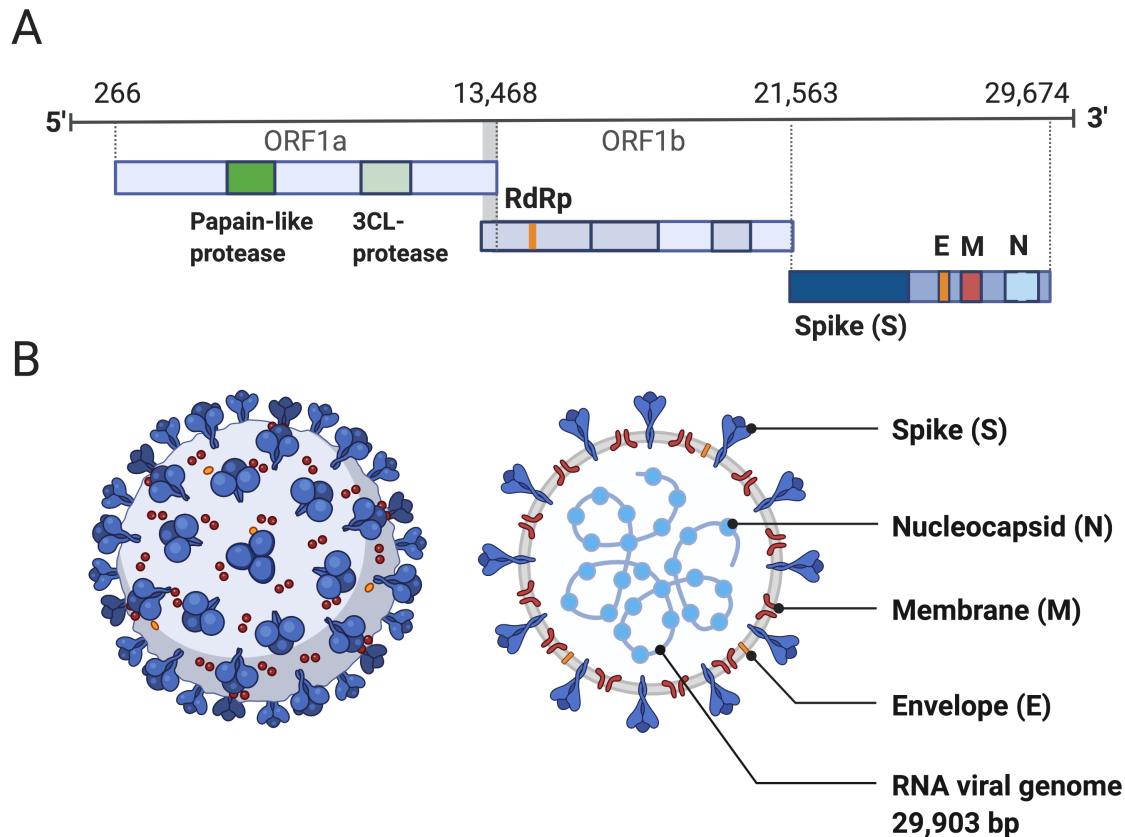 A
266 13,468 21,563 29,674
5' 3'
ORF1a ORF1b
Papain-like
protease
3CL-
protease
RdRp
E M N
Spike (S)
B
Spike (S)
Nucleocapsid (N)
Membrane (M)
Envelope (E)
RNA viral genome
29,903 bp